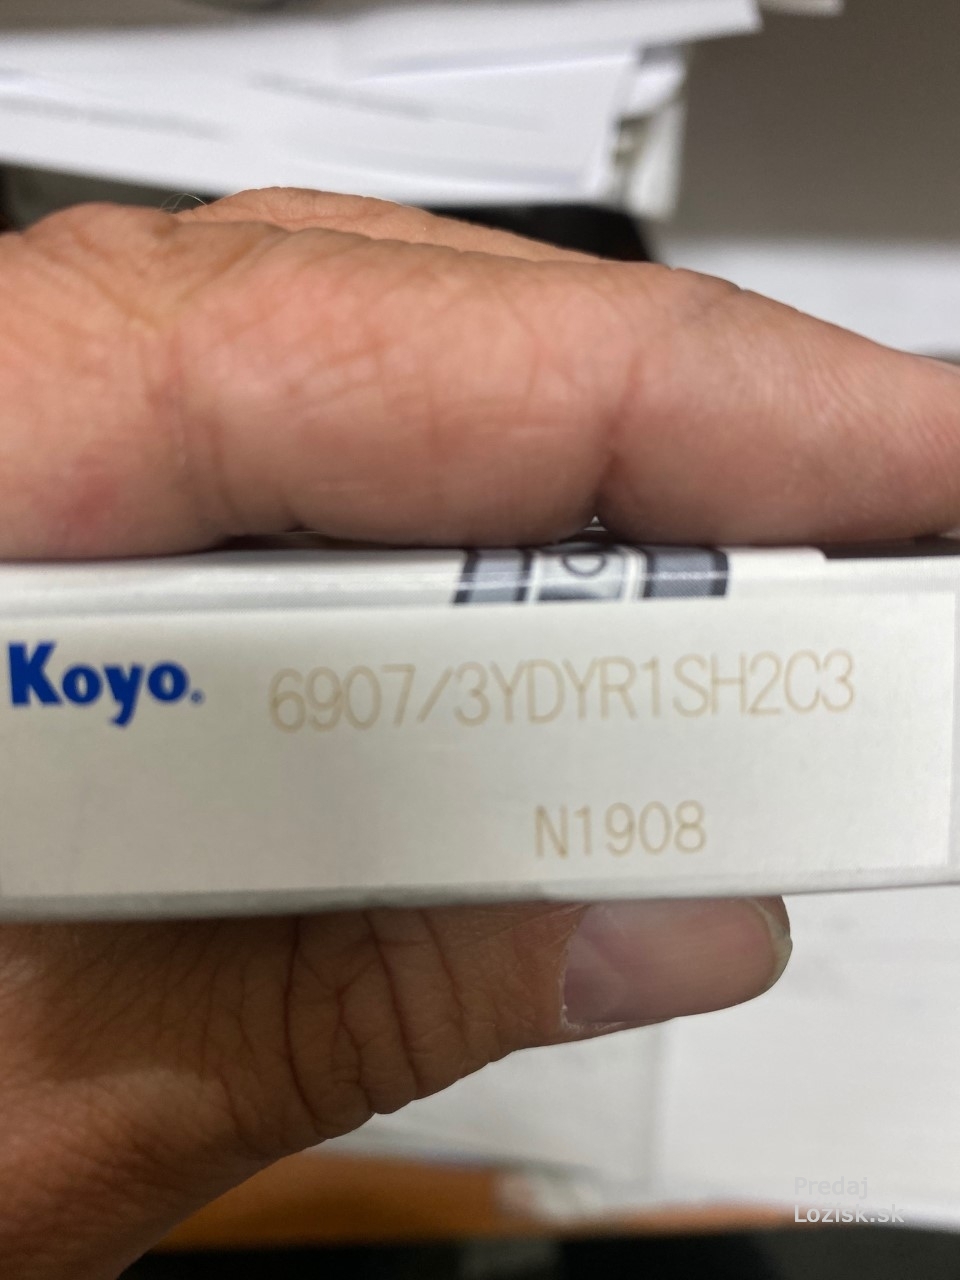 Koyo®
6907/3YDYR1SH2C3
N1908
Predaj
Lozisk.sk